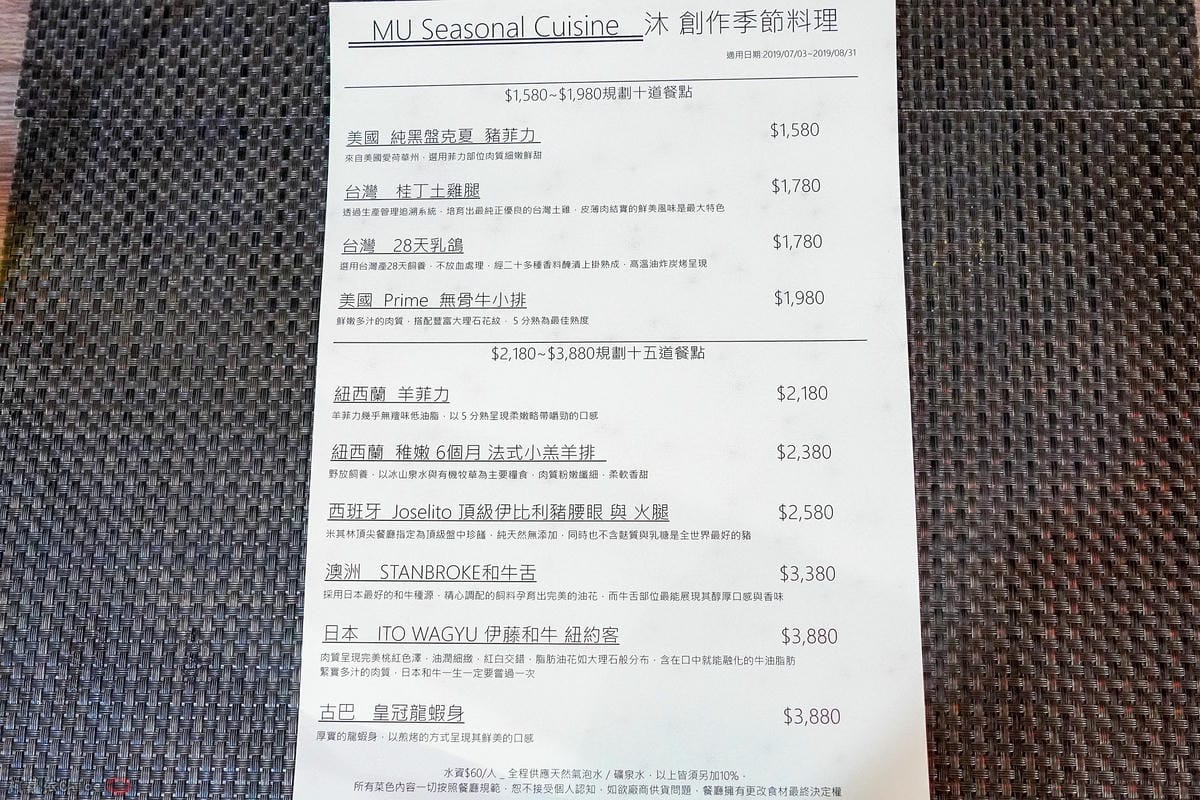 MU Seasonal Cuisine 沐 創作季節料理
適用日期:2019/07/03~2019/08/31
$1,580~$1,980規劃十道餐點
美國 純黑盤克夏 豬菲力 $1,580
來自美國愛荷華州，選用菲力部位肉質細嫩鮮甜
台灣 桂丁土雞腿 $1,780
透過生產管理追溯系統，培育出最純正優良的台灣土雞，皮薄肉結實的鮮美風味是最大特色
台灣 28天乳鴿 $1,780
選用台灣產28天飼養，不放血處理，經二十多種香料醃漬上掛熟成，高溫油炸炭烤呈現
美國 Prime 無骨牛小排 $1,980
鮮嫩多汁的肉質，搭配豐富大理石花紋， 5 分熟為最佳熟度
$2,180~$3,880規劃十五道餐點
紐西蘭 羊菲力 $2,180
羊菲力幾乎無羶味低油脂，以 5 分熟呈現柔嫩略帶嚼勁的口感
紐西蘭 稚嫩 6個月 法式小羔羊排 $2,380
野放飼養，以冰山泉水與有機牧草為主要糧食，肉質粉嫩纖細，柔軟香甜
西班牙 Joselito 頂級伊比利豬腰眼 與 火腿 $2,580
米其林頂尖餐廳指定為頂級盤中珍饈，純天然無添加，同時也不含麩質與乳糖是全世界最好的豬
澳洲 STANBROKE和牛舌 $3,380
採用日本最好的和牛種源，精心調配的飼料孕育出完美的油花，而牛舌部位最能展現其醇厚口感與香味
日本 ITO WAGYU 伊藤和牛 紐約客 $3,880
肉質呈現完美桃紅色澤，油潤細緻，紅白交錯，脂肪油花如大理石般分布，含在口中就能融化的牛油脂肪
緊實多汁的肉質，日本和牛一生一定要嘗過一次
古巴 皇冠龍蝦身 $3,880
厚實的龍蝦身，以煎烤的方式呈現其鮮美的口感
水資$60/人 _ 全程供應天然氣泡水 / 礦泉水，以上皆須另加10%。
所有菜色內容一切按照餐廳規範，恕不接受個人認知，如欲廠商供貨問題，餐廳擁有更改食材最終決定權